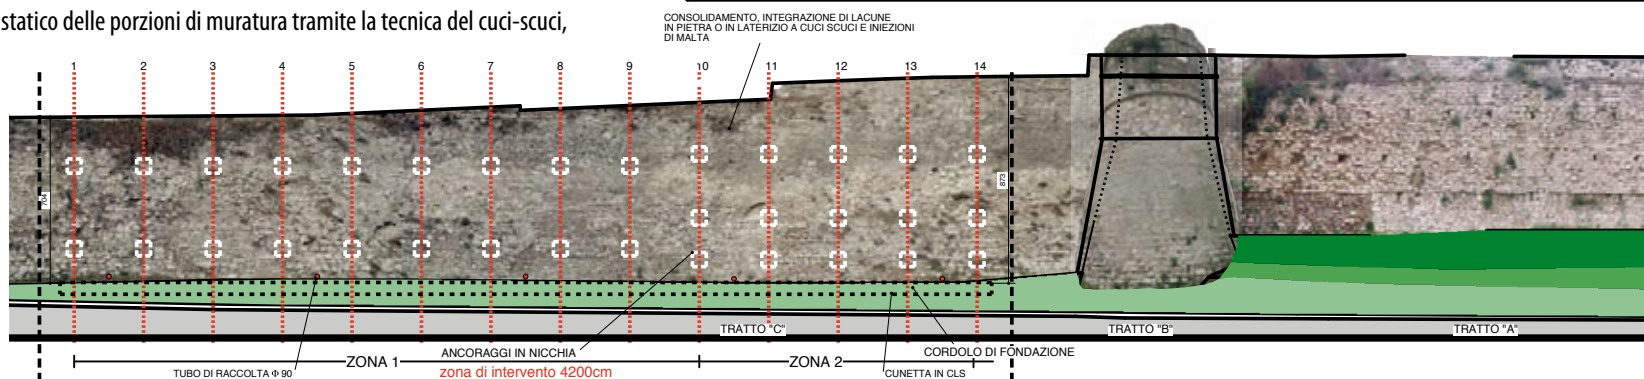 statico delle porzioni di muratura tramite la tecnica del cuci-scuci,
CONSOLIDAMENTO, INTEGRAZIONE DI LACUNE
IN PIETRA O IN LATERIZIO A CUCI SCUCI E INIEZIONI
DI MALTA
1 2 3 4 5 6 7 8 9 10 11 12 13 14
704
873
TRATTO "C"
TRATTO "B"
TRATTO "A"
ZONA 1
ANCORAGGI IN NICCHIA
ZONA 2
CORDOLO DI FONDAZIONE
TUBO DI RACCOLTA Φ 90
zona di intervento 4200cm
CUNETTA IN CLS